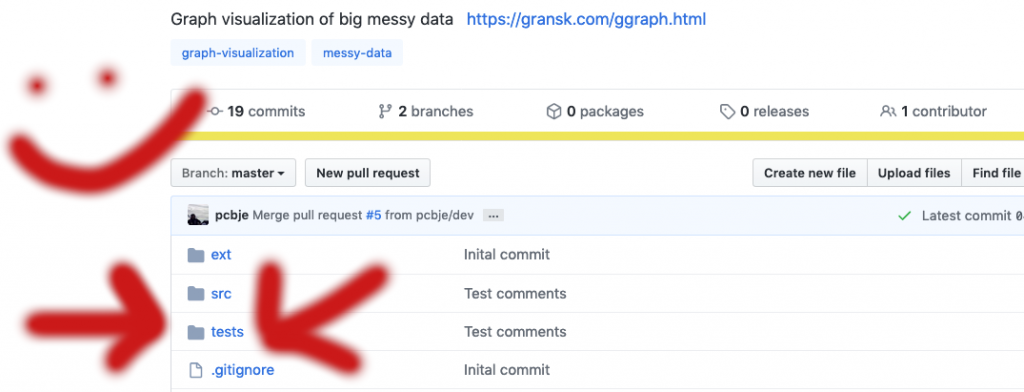 Graph visualization of big messy data https://gransk.com/ggraph.html
graph-visualization messy-data
19 commits 2 branches 0 packages 0 releases 1 contributor
Branch: master New pull request Create new file Upload files Find file
pcbje Merge pull request #5 from pcbje/dev ... Latest commit
ext Inital commit
src Test comments
tests Test comments
.gitignore Inital commit